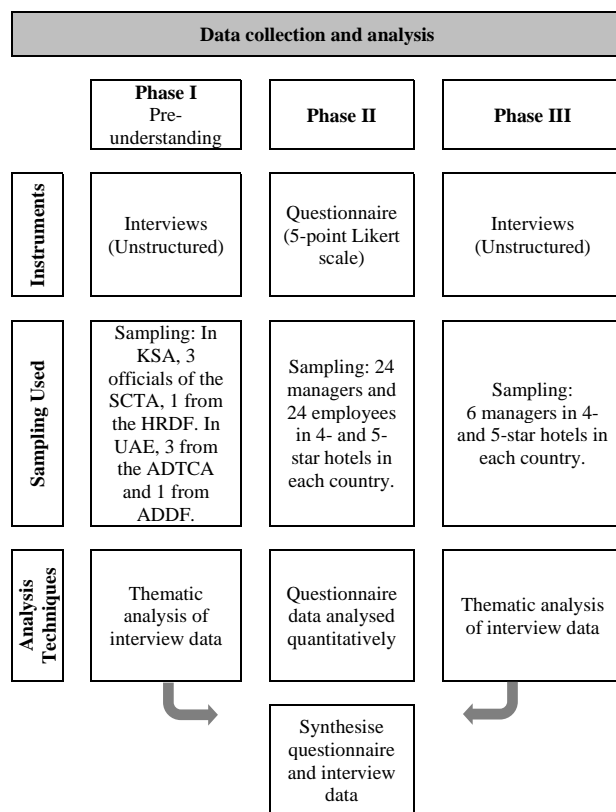 Data collection and analysis
Phase I
Pre-
understanding
Phase II
Phase III
Instruments
Interviews
(Unstructured)
Questionnaire
(5-point Likert
scale)
Interviews
(Unstructured)
Sampling Used
Sampling: In
KSA, 3
officials of the
SCTA, 1 from
the HRDF. In
UAE, 3 from
the ADTCA
and 1 from
ADDF.
Sampling: 24
managers and
24 employees
in 4- and 5-
star hotels in
each country.
Sampling:
6 managers in 4-
and 5-star hotels in
each country.
Analysis
Techniques
Thematic
analysis of
interview data
Questionnaire
data analysed
quantitatively
Thematic analysis
of interview data
Synthesise
questionnaire
and interview
data